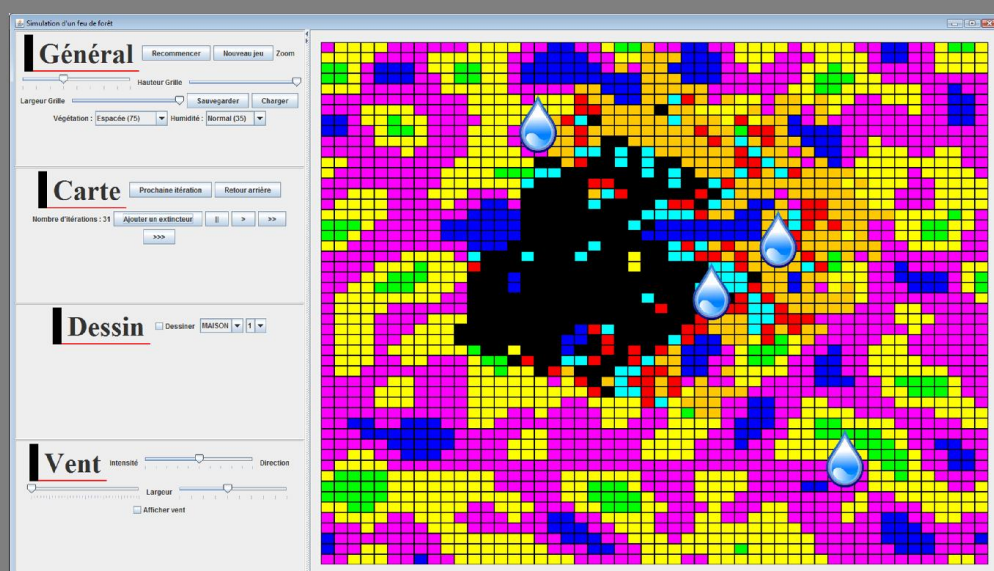 Simulation d'un feu de forêt
Général Recommencer Nouveau jeu Zoom
Hauteur Grille
Largeur Grille Sauvegarder Charger
Végétation : Espacée (75) Humidité : Normal (35)
Carte Prochaine itération Retour arrière
Nombre d'itérations : 31 Ajouter un extincteur || > >>
>>>
Dessin Dessiner MAISON 1
Vent Intensité Direction
Largeur
Afficher vent